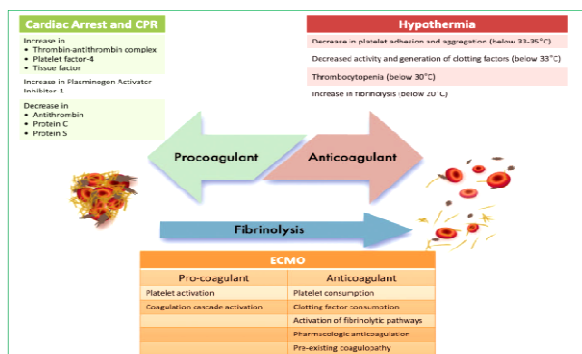 Cardiac Arrest and CPR
Increase in
• Thrombin-antithrombin complex
• Platelet factor-4
• Tissue factor
Increase in Plasminogen Activator
Inhibitor 1
Decrease in
• Antithrombin
• Protein C
• Protein S
Hypothermia
Decrease in platelet adhesion and aggregation (below 33-35°C)
Decreased activity and generation of clotting factors (below 33°C)
Thrombocytopenia (below 30°C)
Increase in fibrinolysis (below 20°C)
Procoagulant
Anticoagulant
Fibrinolysis
ECMO
Pro-coagulant Anticoagulant
Platelet activation Platelet consumption
Coagulation cascade activation Clotting factor consumption
Activation of fibrinolytic pathways
Pharmacologic anticoagulation
Pre-existing coagulopathy